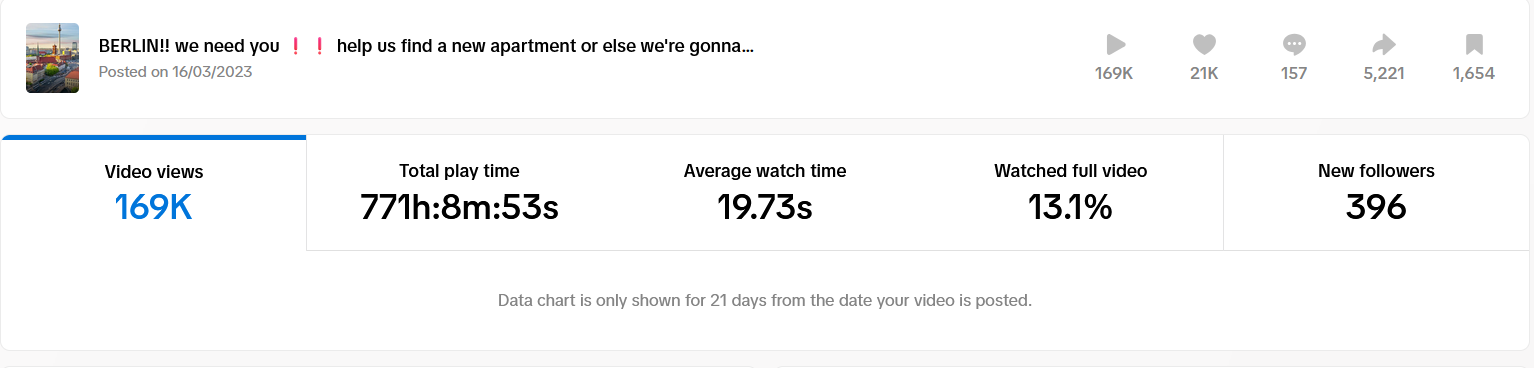 BERLIN!! we need you ❗ ❗ help us find a new apartment or else we're gonna...
Posted on 16/03/2023
169K 21K 157 5,221 1,654
Video views Total play time Average watch time Watched full video New followers
169K 771h:8m:53s 19.73s 13.1% 396
Data chart is only shown for 21 days from the date your video is posted.